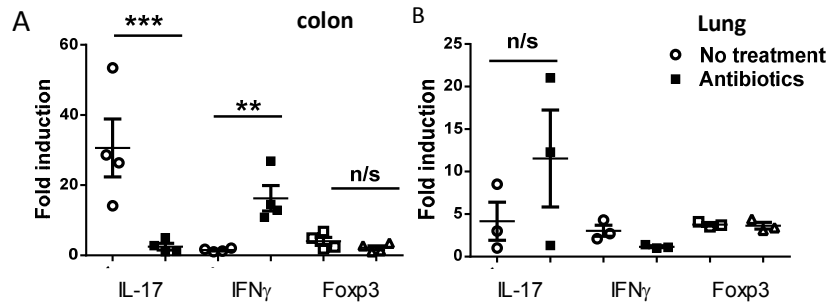 A
colon
***
**
n/s
Fold induction
60
40
20
0
IL-17
IFNγ
Foxp3
B
Lung
n/s
No treatment
Antibiotics
Fold induction
25
20
15
10
5
0
IL-17
IFNγ
Foxp3